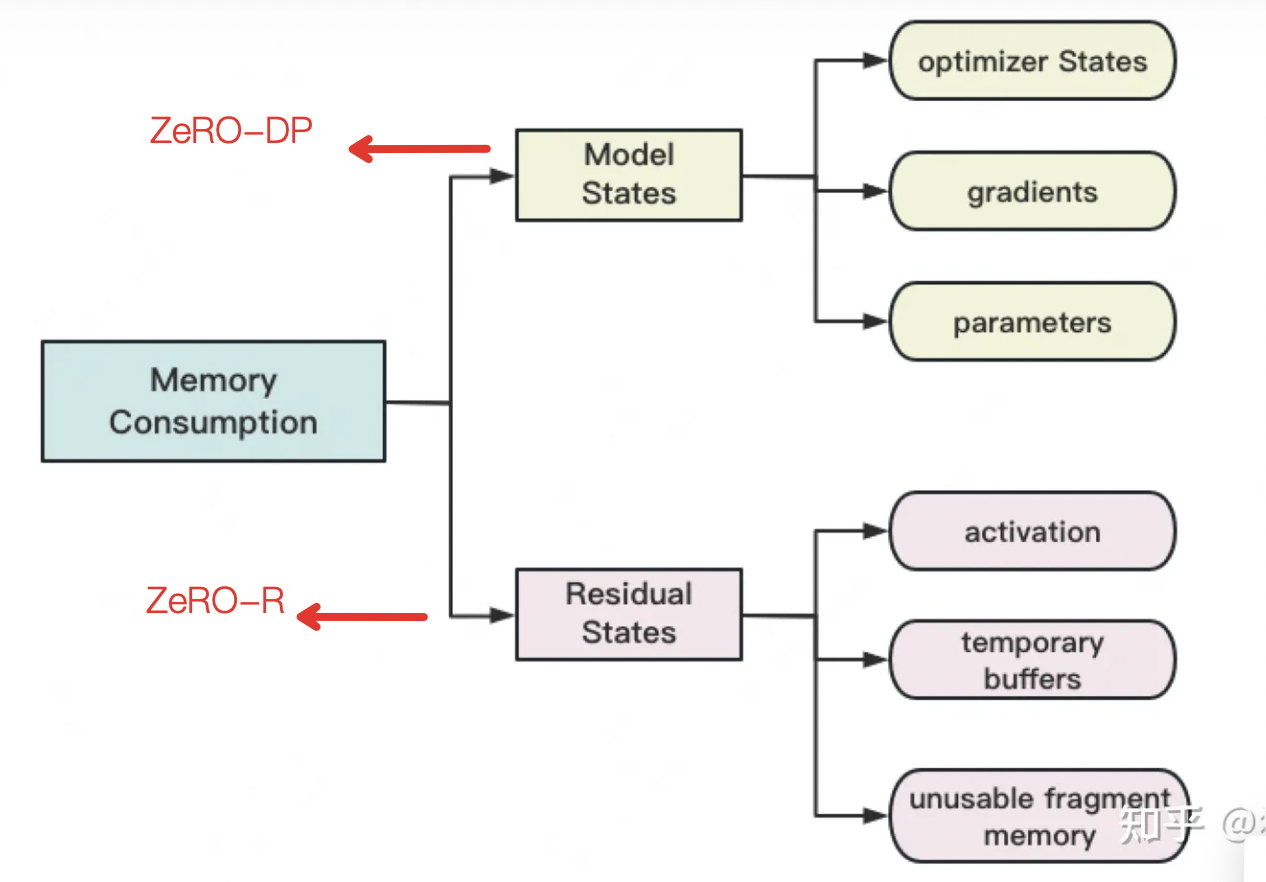 optimizer States
ZeRO-DP
Model
States
gradients
parameters
Memory
Consumption
activation
ZeRO-R
Residual
States
temporary
buffers
unusable fragment
memory
知乎 @